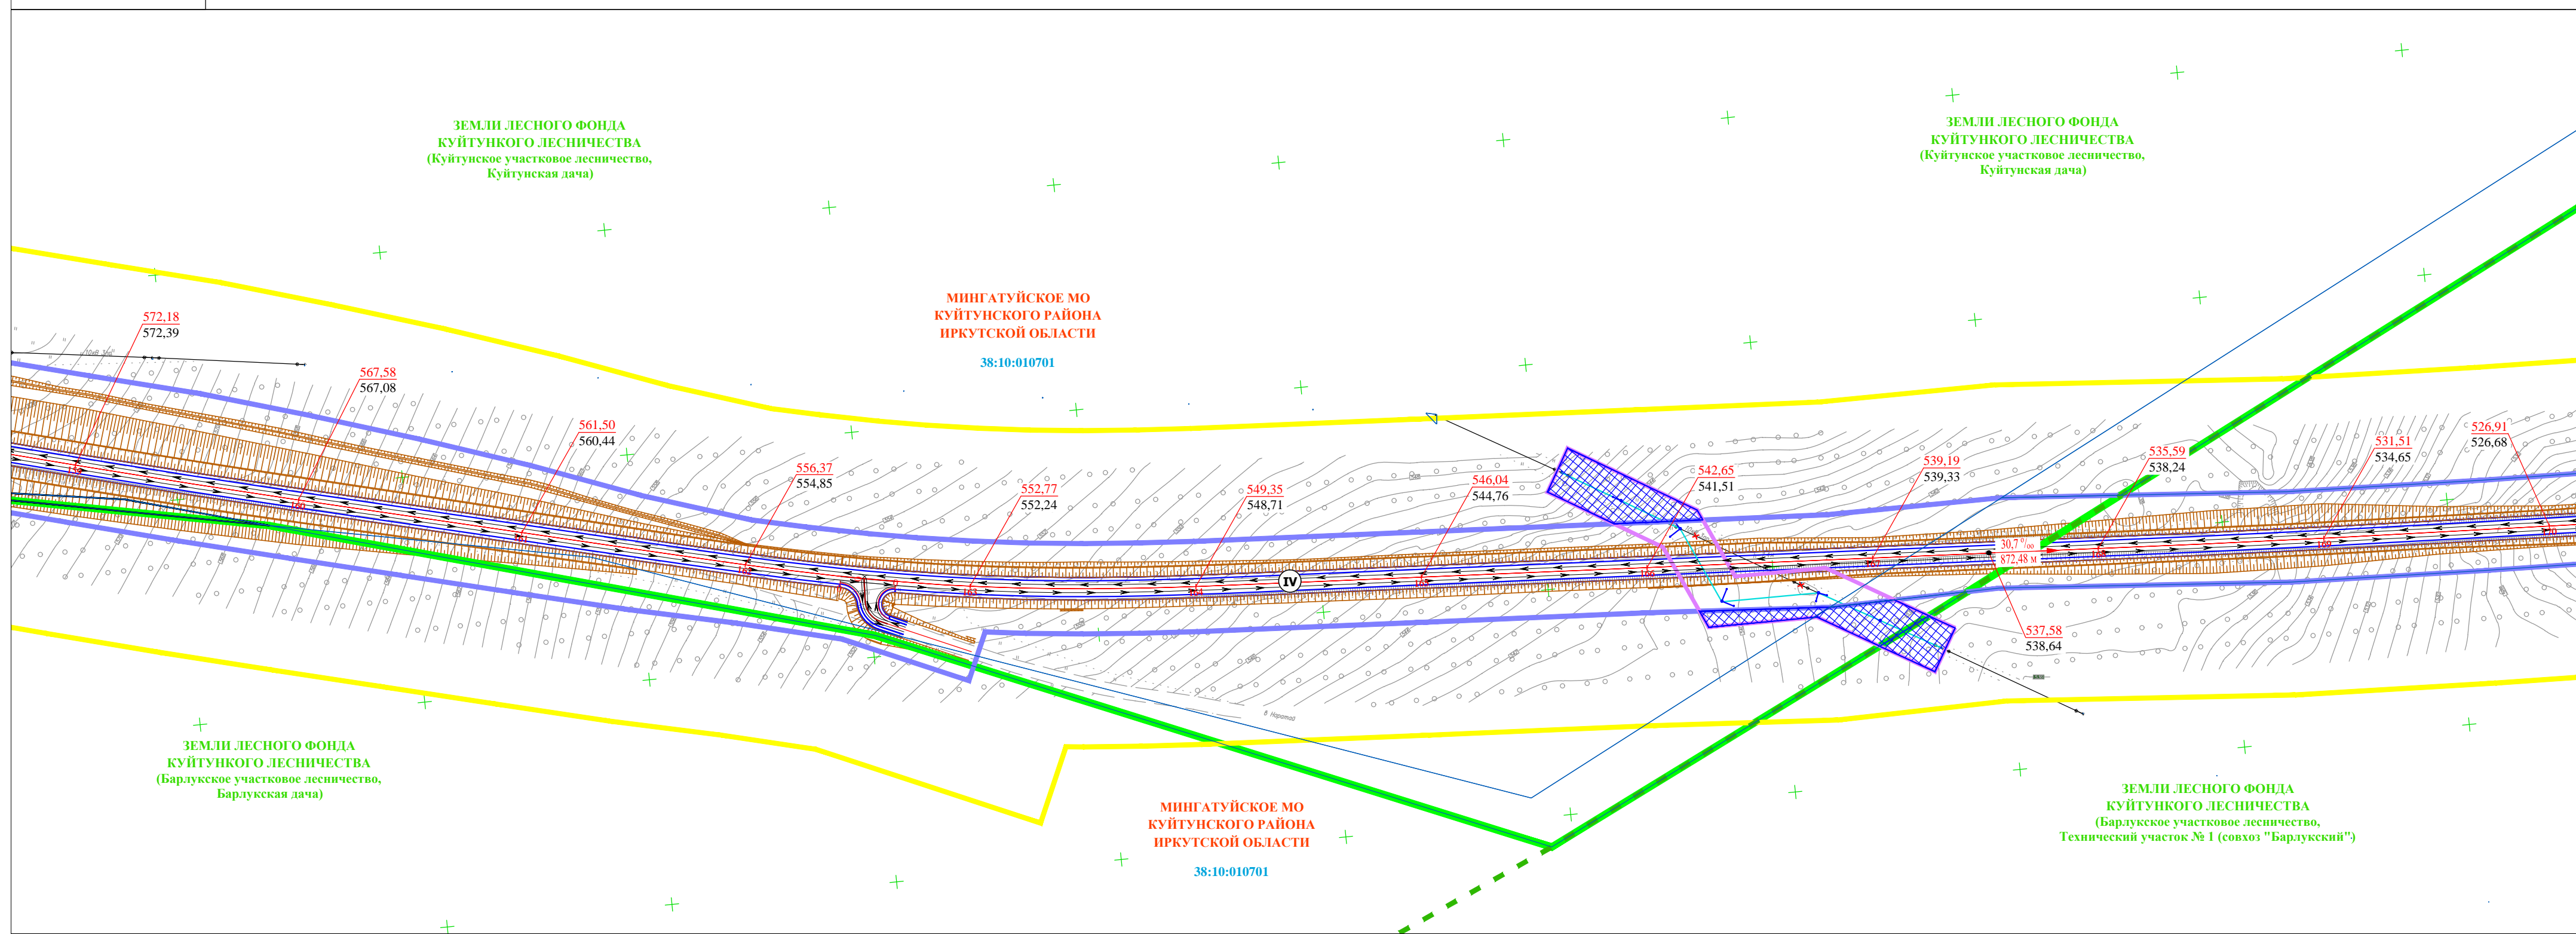 ЗЕМЛИ ЛЕСНОГО ФОНДА
КУЙТУНКОГО ЛЕСНИЧЕСТВА
(Куйтунское участковое лесничество,
Куйтунская дача)
ЗЕМЛИ ЛЕСНОГО ФОНДА
КУЙТУНКОГО ЛЕСНИЧЕСТВА
(Куйтунское участковое лесничество,
Куйтунская дача)
МИНГАТУЙСКОЕ МО
КУЙТУНСКОГО РАЙОНА
ИРКУТСКОЙ ОБЛАСТИ
38:10:010701
572,18
572,39
567,58
567,08
561,50
560,44
556,37
554,85
552,77
552,24
549,35
548,71
546,04
544,76
542,65
541,51
539,19
539,33
535,59
538,24
531,51
534,65
526,91
526,68
30,7 0/00
872,48 м
IV
537,58
538,64
ЗЕМЛИ ЛЕСНОГО ФОНДА
КУЙТУНКОГО ЛЕСНИЧЕСТВА
(Барлукское участковое лесничество,
Барлукская дача)
МИНГАТУЙСКОЕ МО
КУЙТУНСКОГО РАЙОНА
ИРКУТСКОЙ ОБЛАСТИ
38:10:010701
ЗЕМЛИ ЛЕСНОГО ФОНДА
КУЙТУНКОГО ЛЕСНИЧЕСТВА
(Барлукское участковое лесничество,
Технический участок № 1 (совхоз "Барлукский")